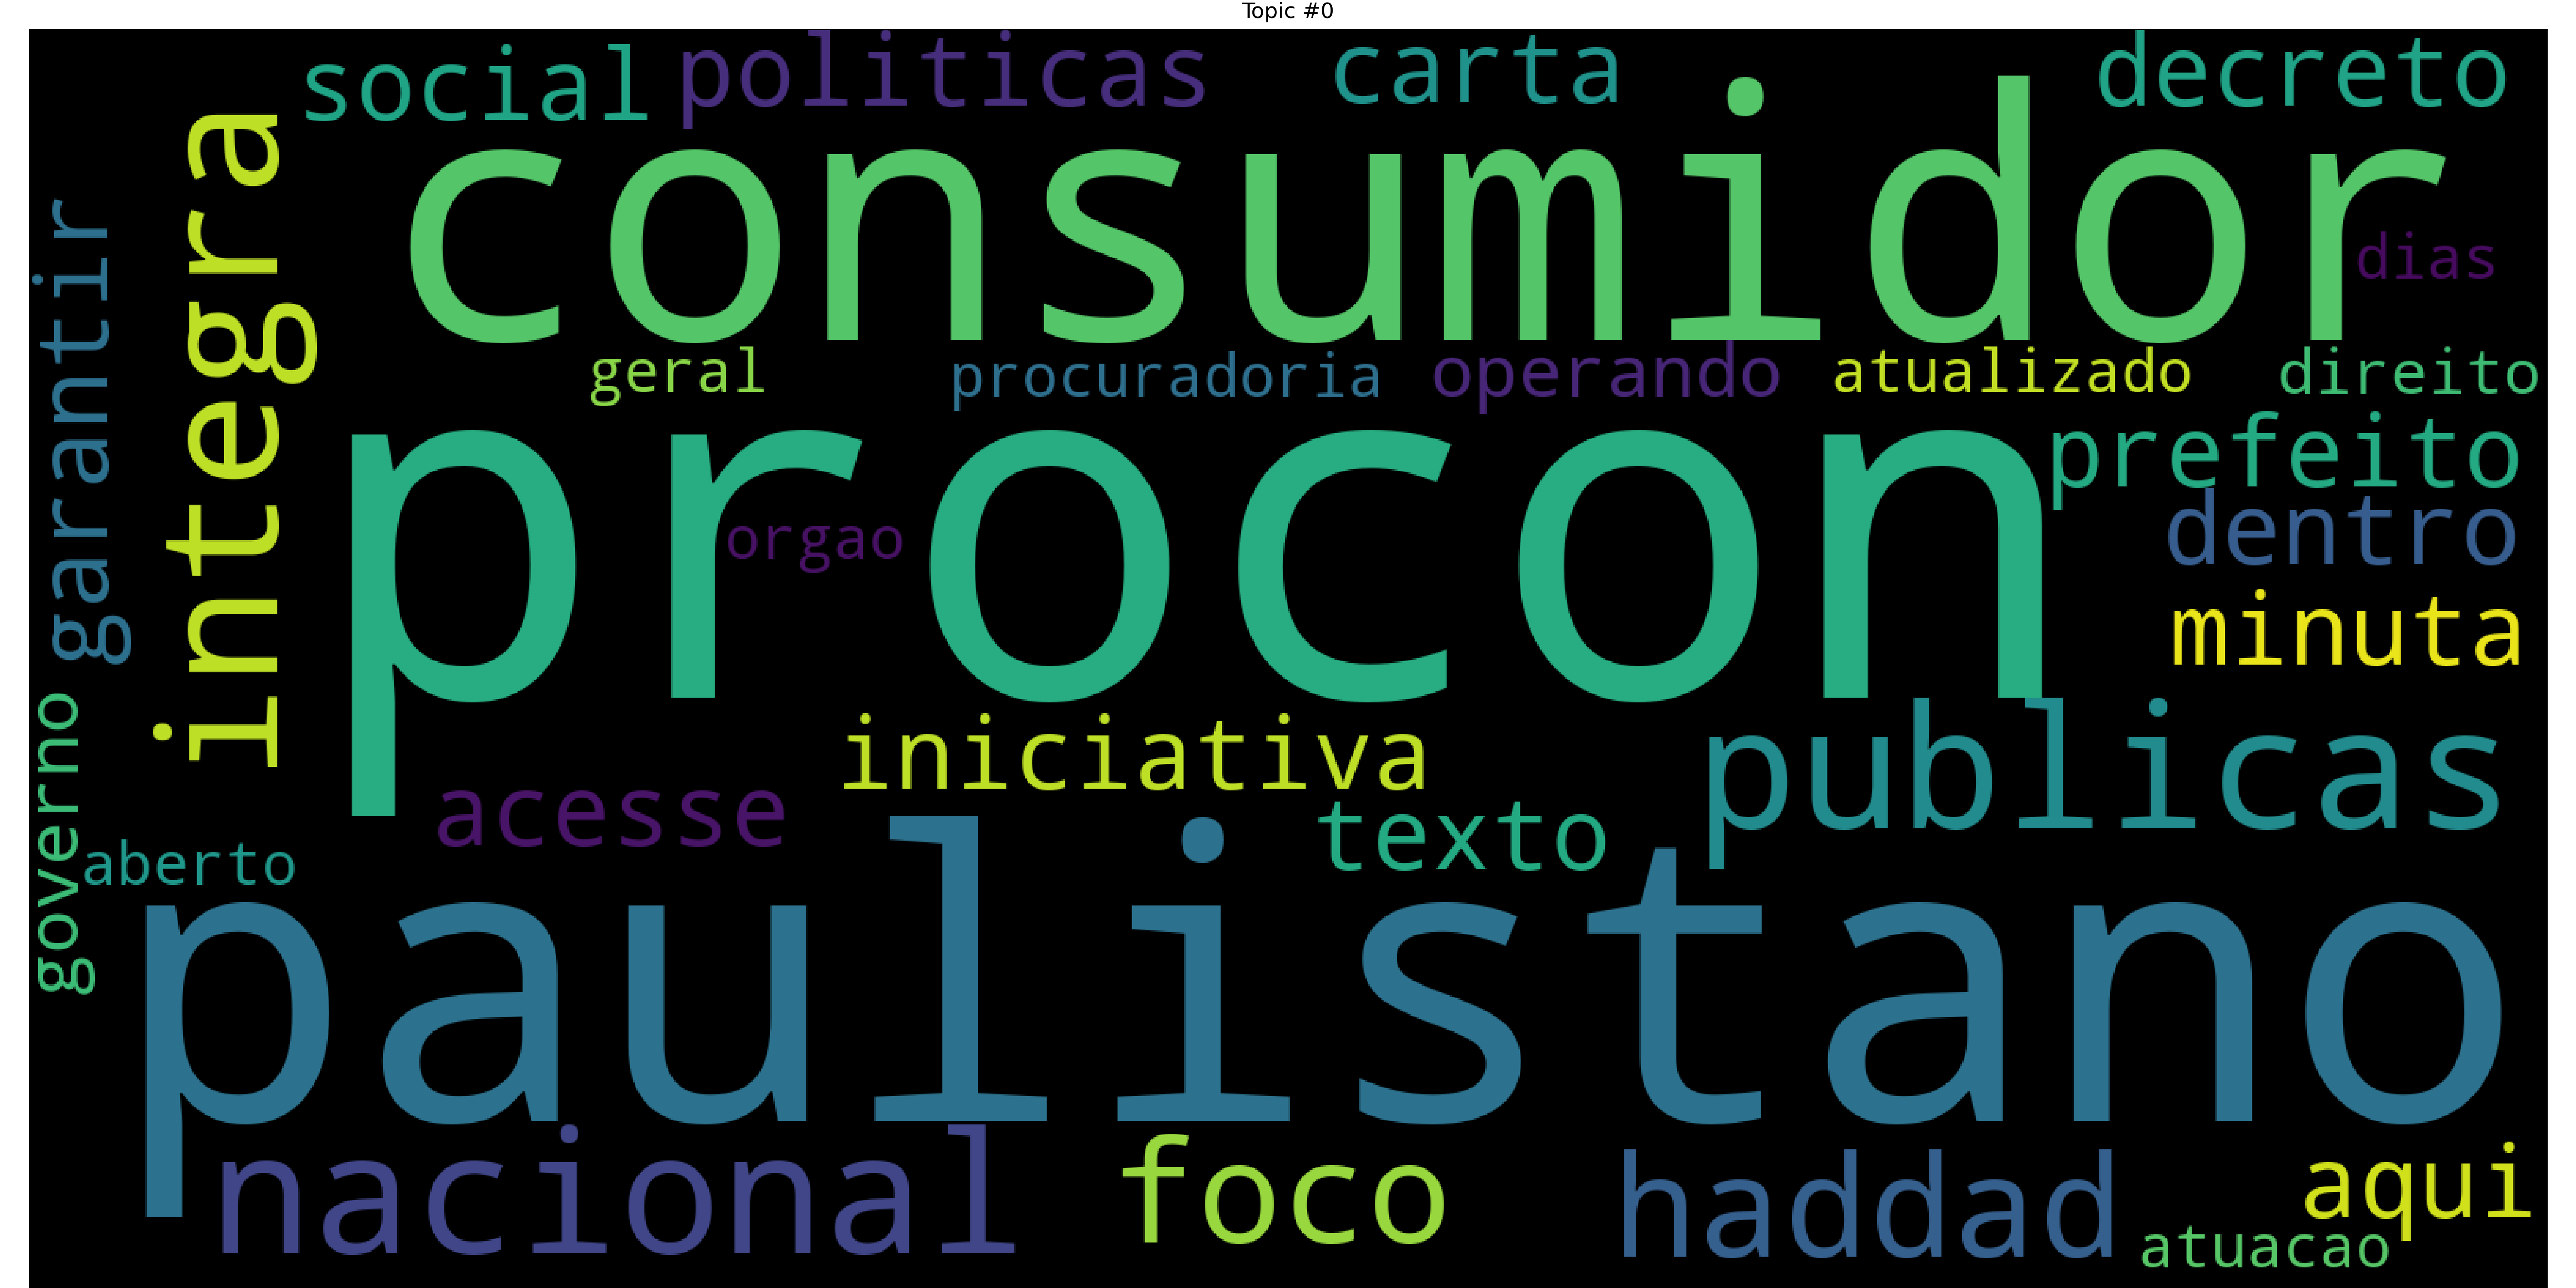 Topic #0
social
politicas
carta
decreto
consumidor
integra
garantir
dias
geral
procuradoria
operando
atualizado
direito
procon
prefeito
orgao
dentro
minuta
iniciativa
publicas
governo
acesse
texto
aberto
paulistano
nacional
foco
haddad
aqui
atuacao